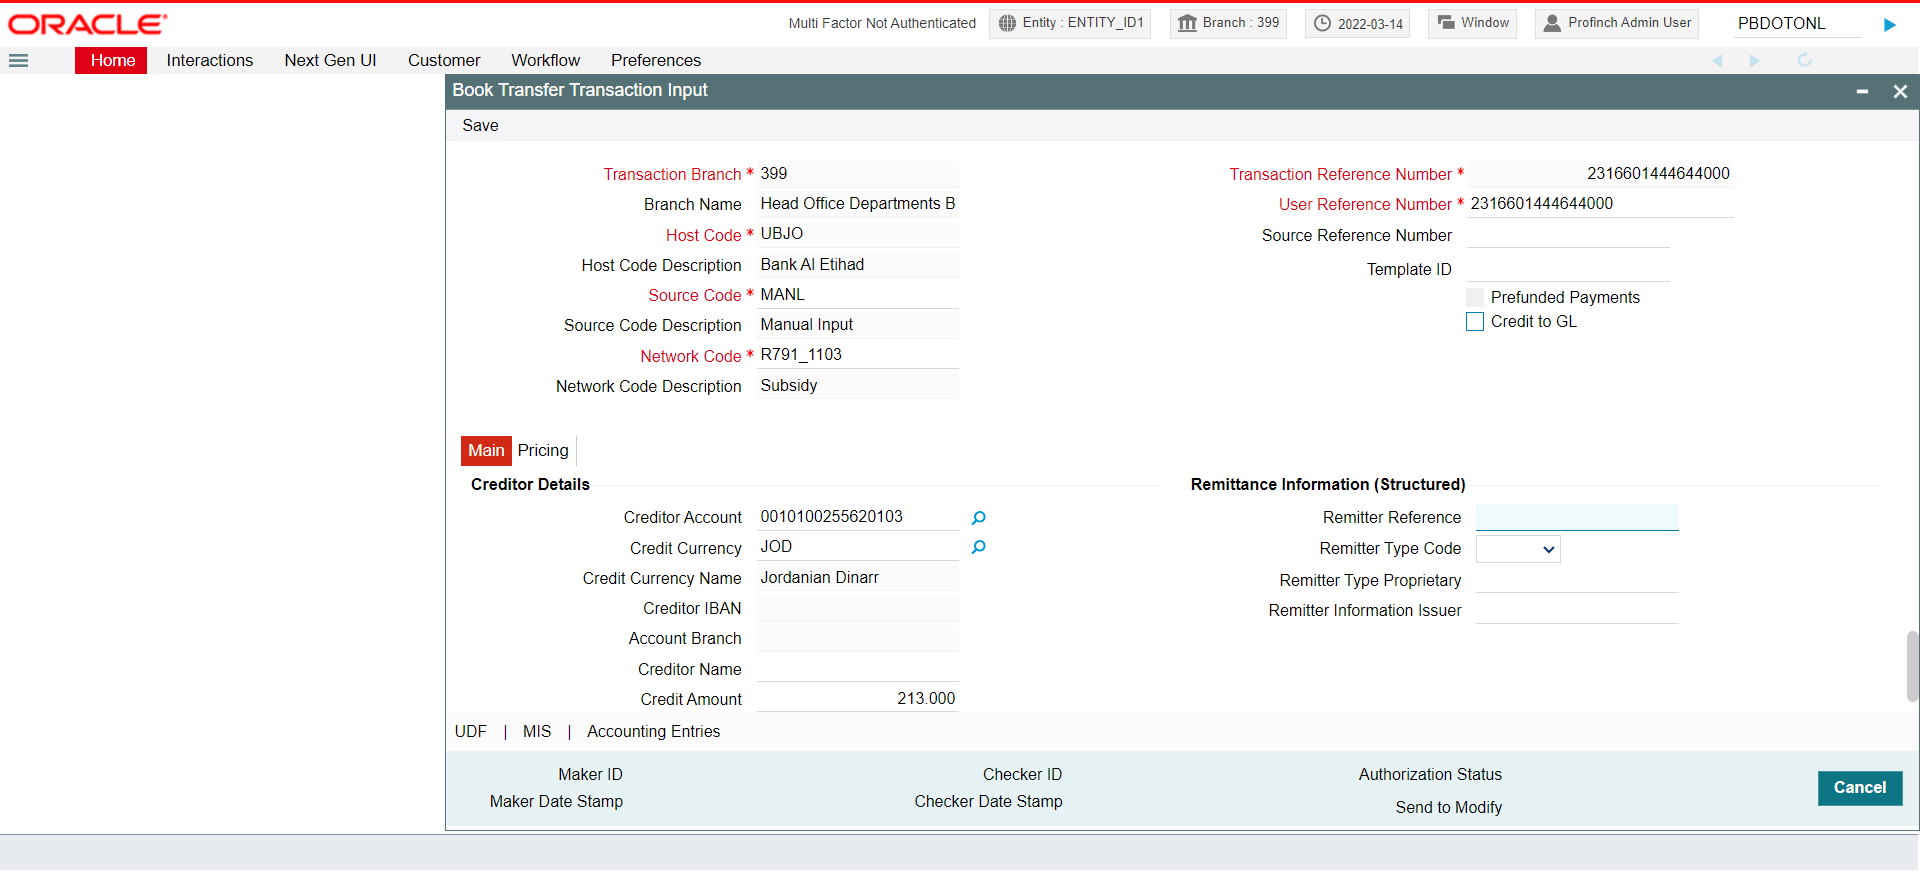 ORACLE
Multi Factor Not Authenticated
Entity : ENTITY_ID1
Branch : 399
2022-03-14
Window
Profinch Admin User
PBDOTONL
Home
Interactions
Next Gen UI
Customer
Workflow
Preferences
Book Transfer Transaction Input
Save
Transaction Branch * 399
Branch Name Head Office Departments B
Host Code * UBJO
Host Code Description Bank Al Etihad
Source Code * MANL
Source Code Description Manual Input
Network Code * R791_1103
Network Code Description Subsidy
Transaction Reference Number * 2316601444644000
User Reference Number * 2316601444644000
Source Reference Number
Template ID
Prefunded Payments
Credit to GL
Main
Pricing
Creditor Details
Creditor Account 0010100255620103
Credit Currency JOD
Credit Currency Name Jordanian Dinarr
Creditor IBAN
Account Branch
Creditor Name
Credit Amount 213.000
Remittance Information (Structured)
Remitter Reference
Remitter Type Code
Remitter Type Proprietary
Remitter Information Issuer
UDF | MIS | Accounting Entries
Maker ID
Maker Date Stamp
Checker ID
Checker Date Stamp
Authorization Status
Send to Modify
Cancel